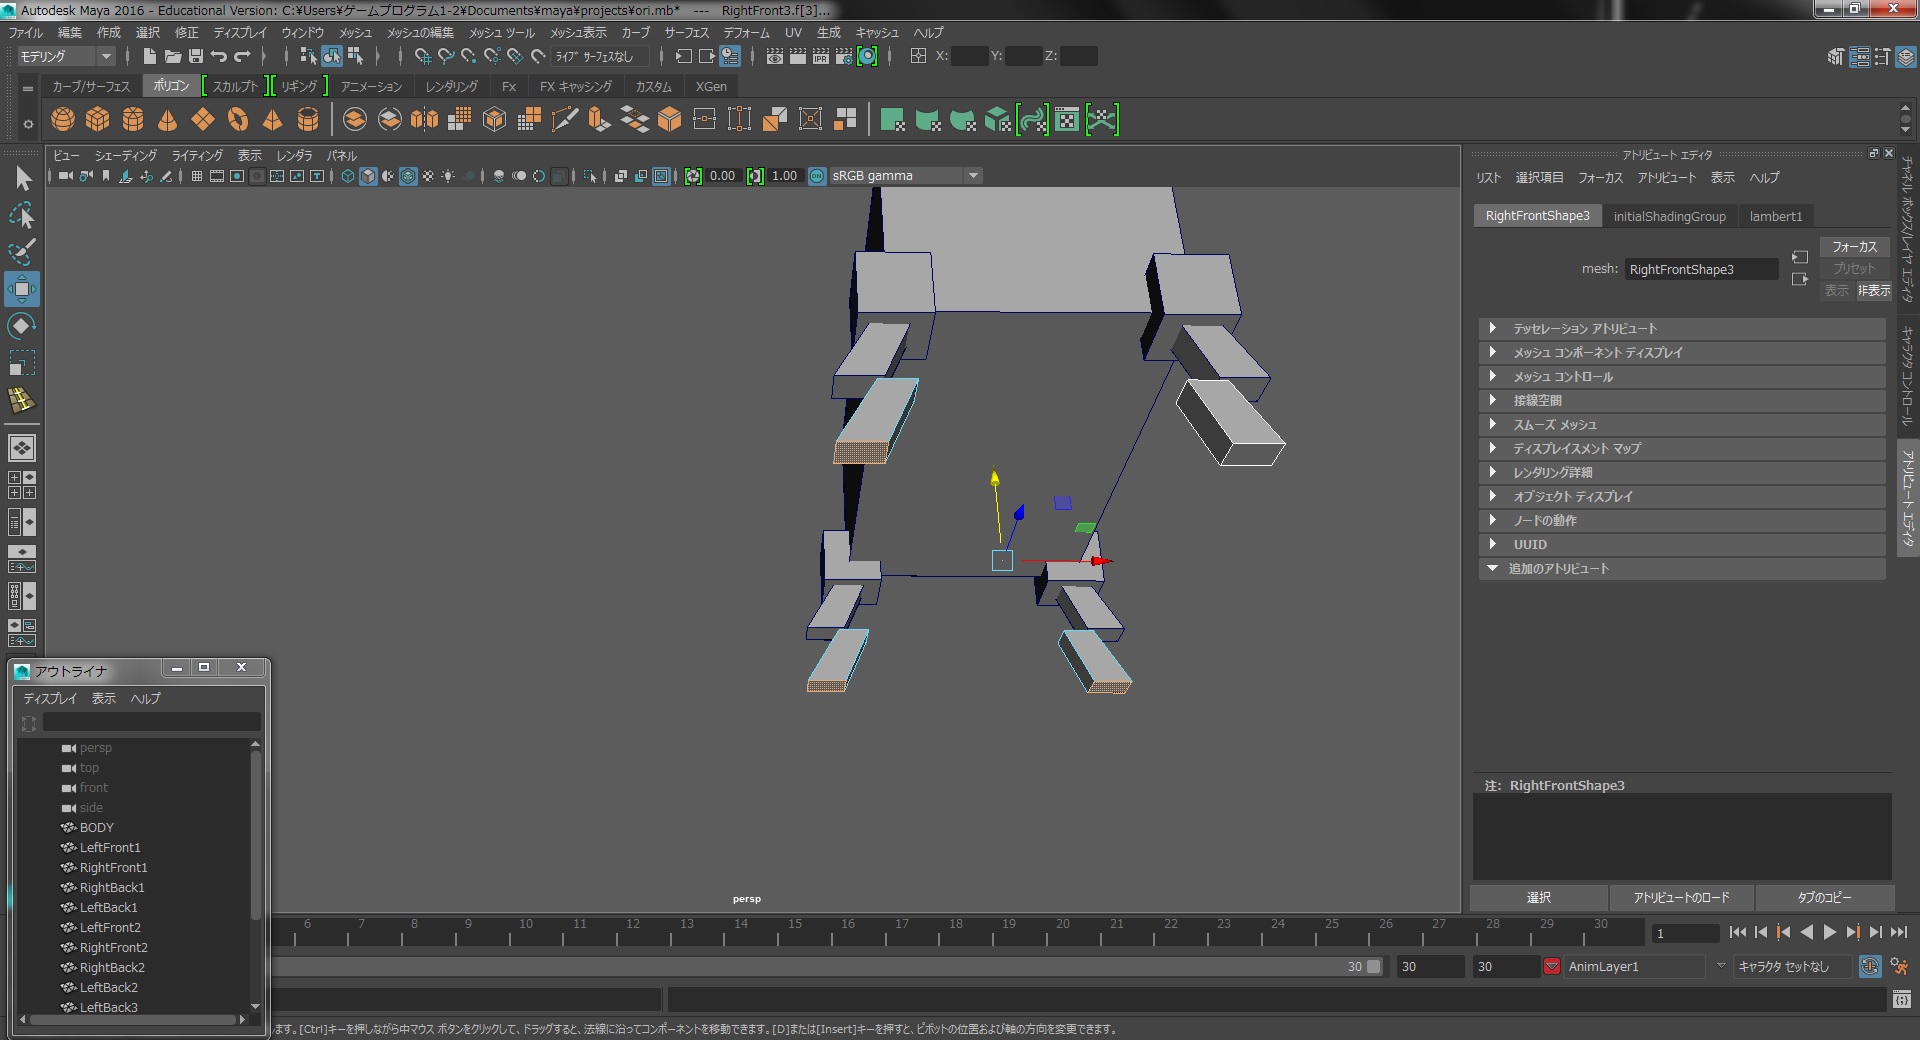 Autodesk Maya 2016 - Educational Version: C:¥Users¥ゲームプログラム1-2¥Documents¥maya¥projects¥ori.mb* --- RightFront3.f[3]...
ファイル 編集 作成 選択 修正 ディスプレイ ウィンドウ メッシュ メッシュの編集 メッシュ ツール メッシュ表示 カーブ サーフェス デフォーム UV 生成 キャッシュ ヘルプ
モデリング ライブ サーフェスなし X: Y: Z:
カーブ/サーフェス ポリゴン スカルプト リギング アニメーション レンダリング Fx FX キャッシング カスタム XGen
ビュー シェーディング ライティング 表示 レンダラ パネル
0.00 1.00 ON sRGB gamma
persp
アトリビュート エディタ
リスト 選択項目 フォーカス アトリビュート 表示 ヘルプ
RightFrontShape3 initialShadingGroup lambert1
フォーカス
mesh: RightFrontShape3 プリセット
表示 非表示
テッセレーション アトリビュート
メッシュ コンポーネント ディスプレイ
メッシュ コントロール
接線空間
スムーズ メッシュ
ディスプレイスメント マップ
レンダリング詳細
オブジェクト ディスプレイ
ノードの動作
UUID
追加のアトリビュート
注: RightFrontShape3
選択 アトリビュートのロード タブのコピー
チャネル ボックス/レイヤ エディタ
キャラクタ コントロール
アトリビュート エディタ
アウトライナ
ディスプレイ 表示 ヘルプ
persp
top
front
side
BODY
LeftFront1
RightFront1
RightBack1
LeftBack1
LeftFront2
RightFront2
RightBack2
LeftBack2
LeftBack3
6 7 8 9 10 11 12 13 14 15 16 17 18 19 20 21 22 23 24 25 26 27 28 29 30 1
30 30 30 AnimLayer1 キャラクタ セットなし
ます。[Ctrl]キーを押しながら中マウス ボタンをクリックして、ドラッグすると、法線に沿ってコンポーネントを移動できます。[D]または[Insert]キーを押すと、ピボットの位置および軸の方向を変更できます。